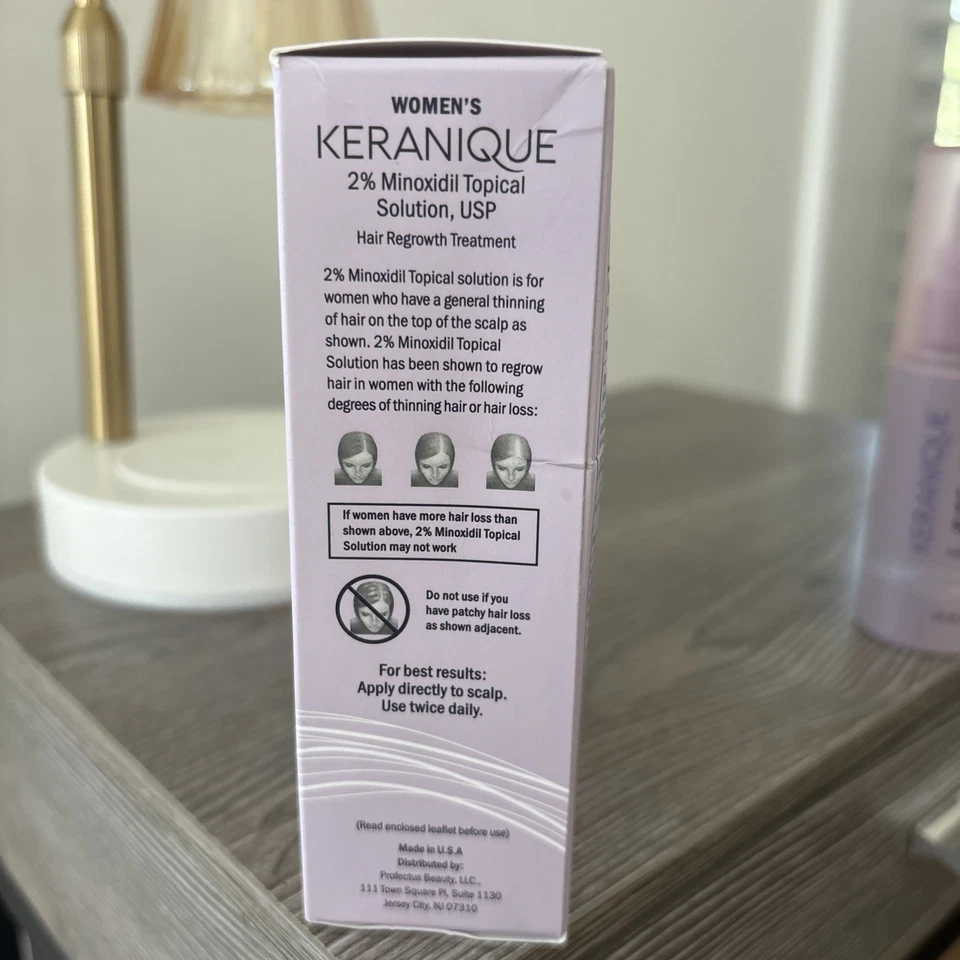 WOMEN'S
KERANIQUE
2% Minoxidil Topical
Solution, USP
Hair Regrowth Treatment
2% Minoxidil Topical solution is for
women who have a general thinning
of hair on the top of the scalp as
shown. 2% Minoxidil Topical
Solution has been shown to regrow
hair in women with the following
degrees of thinning hair or hair loss:
If women have more hair loss than
shown above, 2% Minoxidil Topical
Solution may not work
Do not use if you
have patchy hair loss
as shown adjacent.
For best results:
Apply directly to scalp.
Use twice daily.
(Read enclosed leaflet before use)
Made in U.S.A
Distributed by:
Profectus Beauty, LLC.,
111 Town Square Pl, Suite 1130
Jersey City, NJ 07310
KERANIQUE